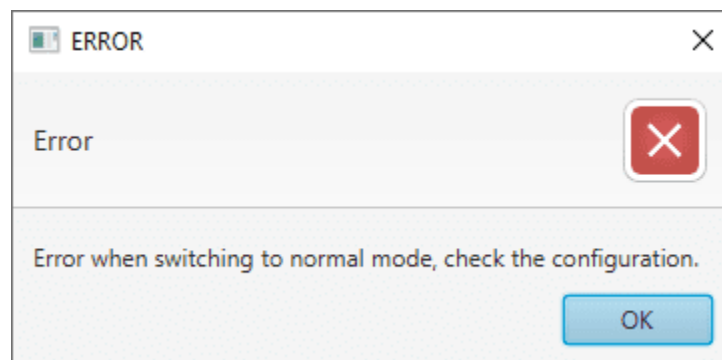 ERROR
Error
Error when switching to normal mode, check the configuration.
OK